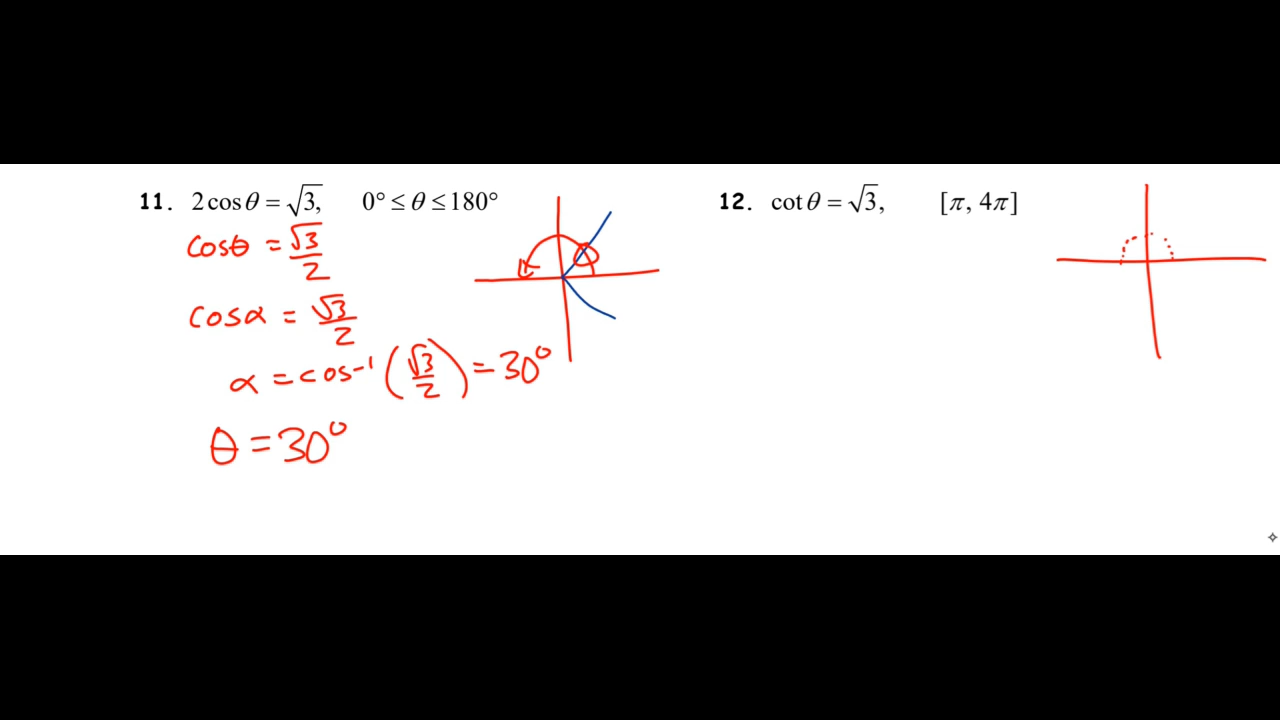 11. 2 cos θ = √3, 0° ≤ θ ≤ 180°
cosθ = √3/2
cosα = √3/2
α = cos⁻¹ (√3/2) = 30°
θ = 30°
12. cot θ = √3, [π, 4π]